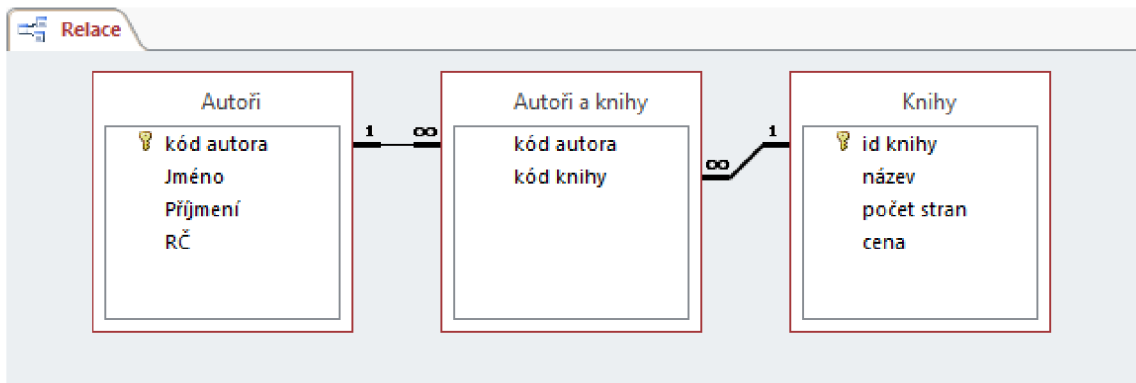 Relace
Autoři
kód autora
Jméno
Příjmení
RČ
1
∞
Autoři a knihy
kód autora
kód knihy
∞
1
Knihy
id knihy
název
počet stran
cena